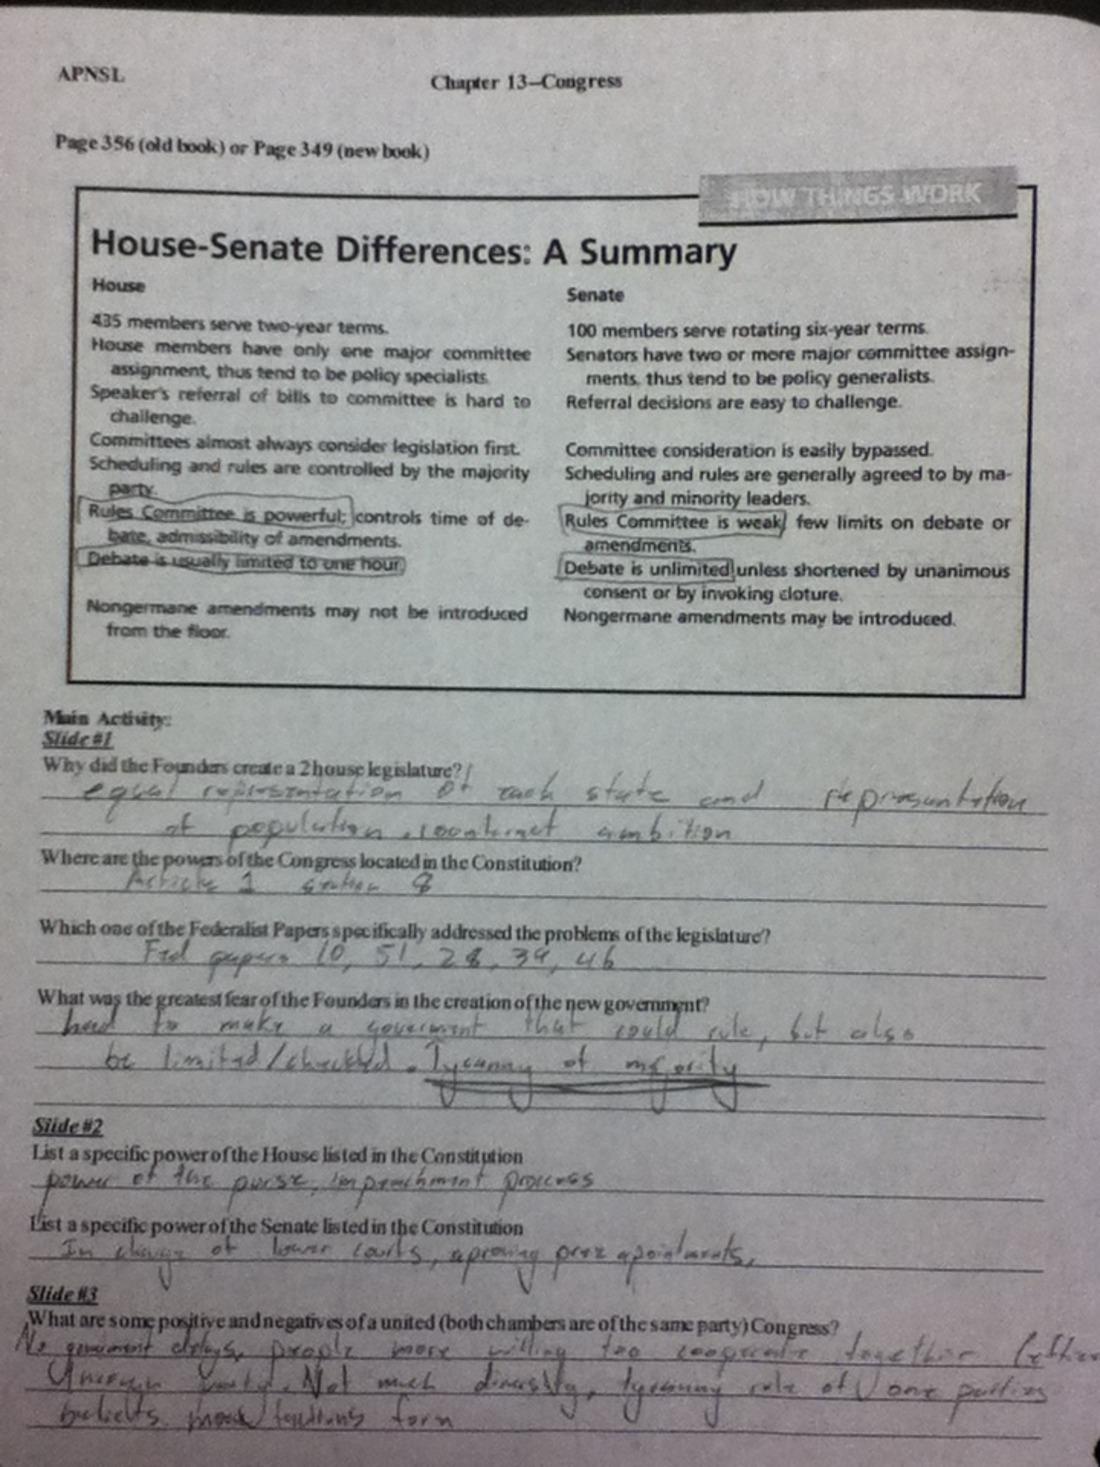 APNSL
Chapter 13–Congress
Page 356 (old book) or Page 349 (new book)
HOW THINGS WORK
House-Senate Differences: A Summary
House
435 members serve two-year terms.
House members have only one major committee
assignment, thus tend to be policy specialists.
Speaker's referral of bills to committee is hard to
challenge.
Committees almost always consider legislation first.
Scheduling and rules are controlled by the majority
party.
Rules Committee is powerful; controls time of de-
bate, admissibility of amendments.
Debate is usually limited to one hour.
Nongermane amendments may not be introduced
from the floor.
Senate
100 members serve rotating six-year terms.
Senators have two or more major committee assign-
ments, thus tend to be policy generalists.
Referral decisions are easy to challenge.
Committee consideration is easily bypassed.
Scheduling and rules are generally agreed to by ma-
jority and minority leaders.
Rules Committee is weak; few limits on debate or
amendments.
Debate is unlimited unless shortened by unanimous
consent or by invoking cloture.
Nongermane amendments may be introduced.
Main Activity:
Slide #1
Why did the Founders create a 2 house legislature?
equal representation of each state and representation
of population, ambition
Where are the powers of the Congress located in the Constitution?
Article 1 section 8
Which one of the Federalist Papers specifically addressed the problems of the legislature?
Fed papers 10, 51, 28, 39, 46
What was the greatest fear of the Founders in the creation of the new government?
had to make a goverment that could rule, but also
be limited/checked. Tyranny of majority
Slide #2
List a specific power of the House listed in the Constitution
power of the purse, impeachment process
List a specific power of the Senate listed in the Constitution
In charge of lower courts, aproving prez apointments,
Slide #3
What are some positive and negatives of a united (both chambers are of the same party) Congress?
No government delays, people more willing too cooperate together
Not much diversity, tyranny rule of one parties
beliefs, factions form